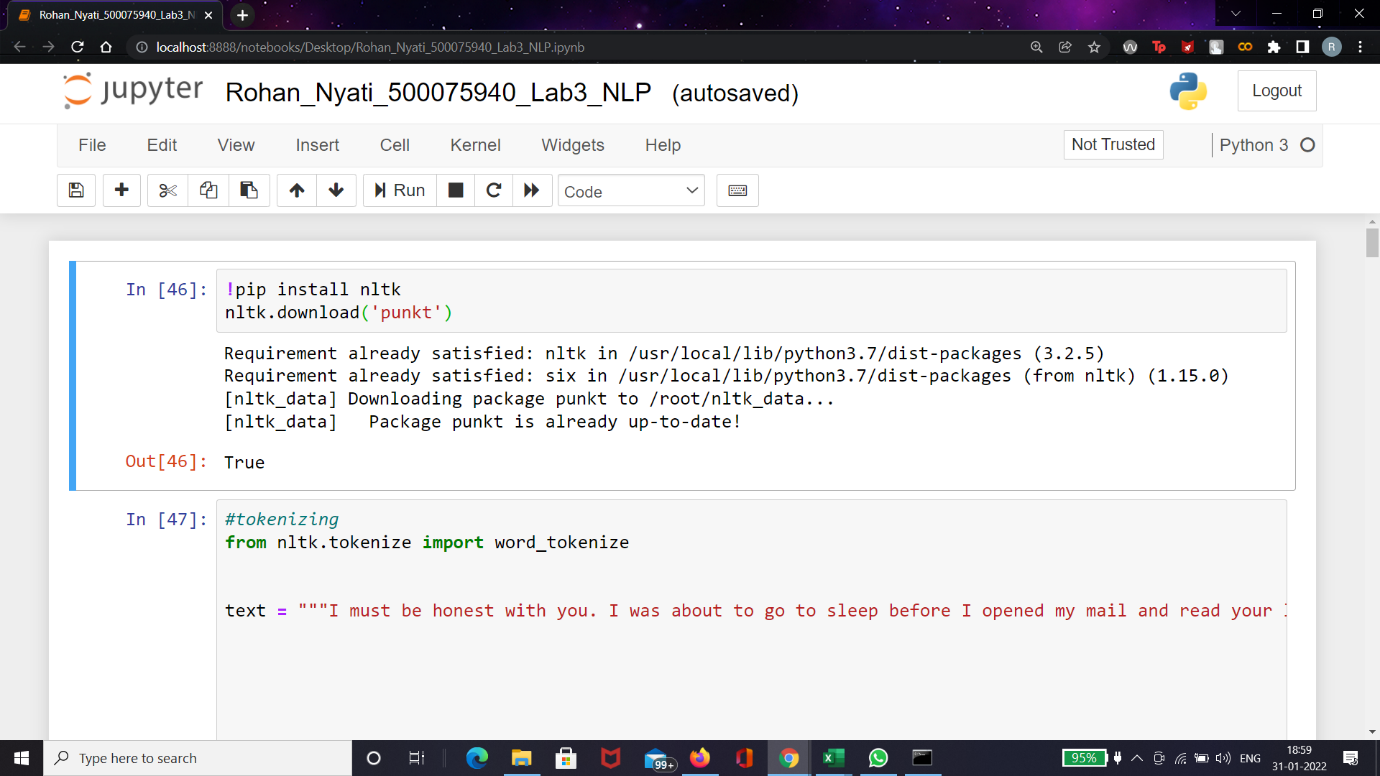 Rohan_Nyati_500075940_Lab3_N
localhost:8888/notebooks/Desktop/Rohan_Nyati_500075940_Lab3_NLP.ipynb
Tp
R
jupyter Rohan_Nyati_500075940_Lab3_NLP (autosaved)
Logout
File Edit View Insert Cell Kernel Widgets Help
Not Trusted
Python 3
Run
Code
In [46]: !pip install nltk
nltk.download('punkt')
Requirement already satisfied: nltk in /usr/local/lib/python3.7/dist-packages (3.2.5)
Requirement already satisfied: six in /usr/local/lib/python3.7/dist-packages (from nltk) (1.15.0)
[nltk_data] Downloading package punkt to /root/nltk_data...
[nltk_data]   Package punkt is already up-to-date!
Out[46]: True
In [47]: #tokenizing
from nltk.tokenize import word_tokenize
text = """I must be honest with you. I was about to go to sleep before I opened my mail and read your
Type here to search
99+
95%
ENG
18:59
31-01-2022